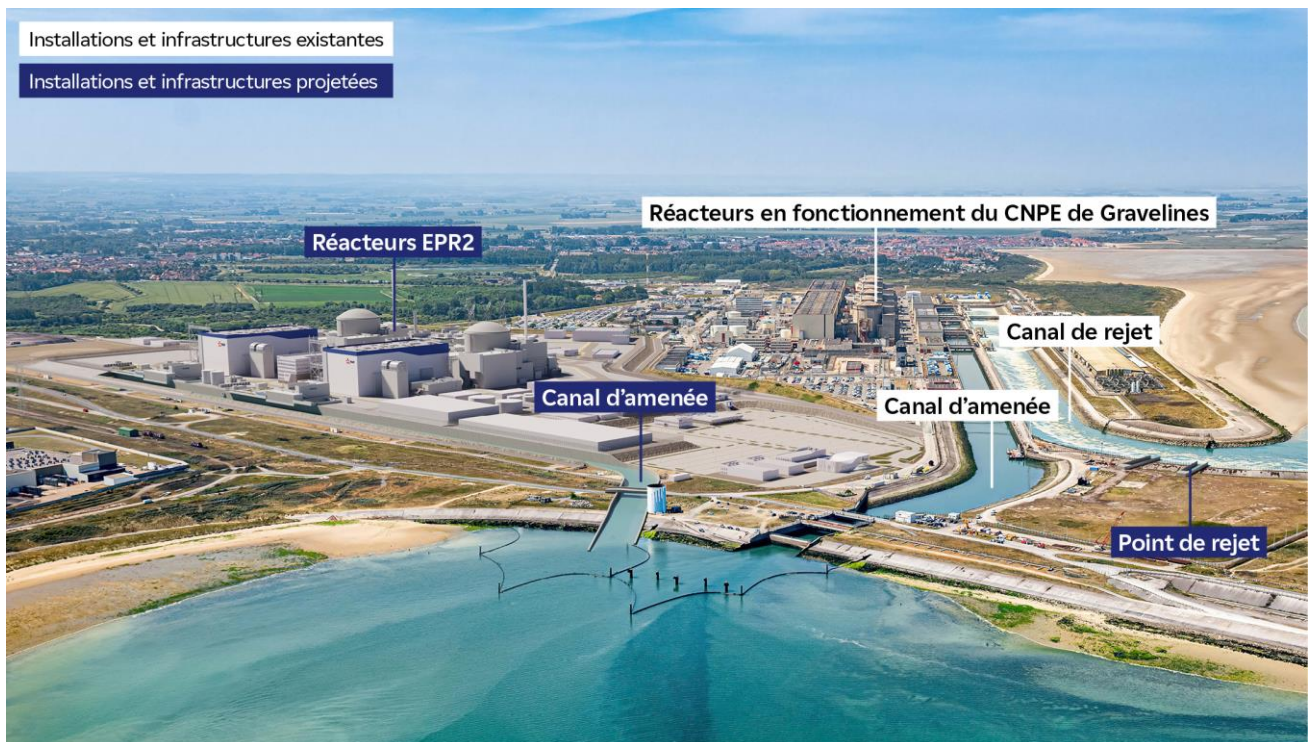 Installations et infrastructures existantes
Installations et infrastructures projetées
Réacteurs en fonctionnement du CNPE de Gravelines
Réacteurs EPR2
Canal de rejet
Canal d'amenée
Canal d'amenée
Point de rejet